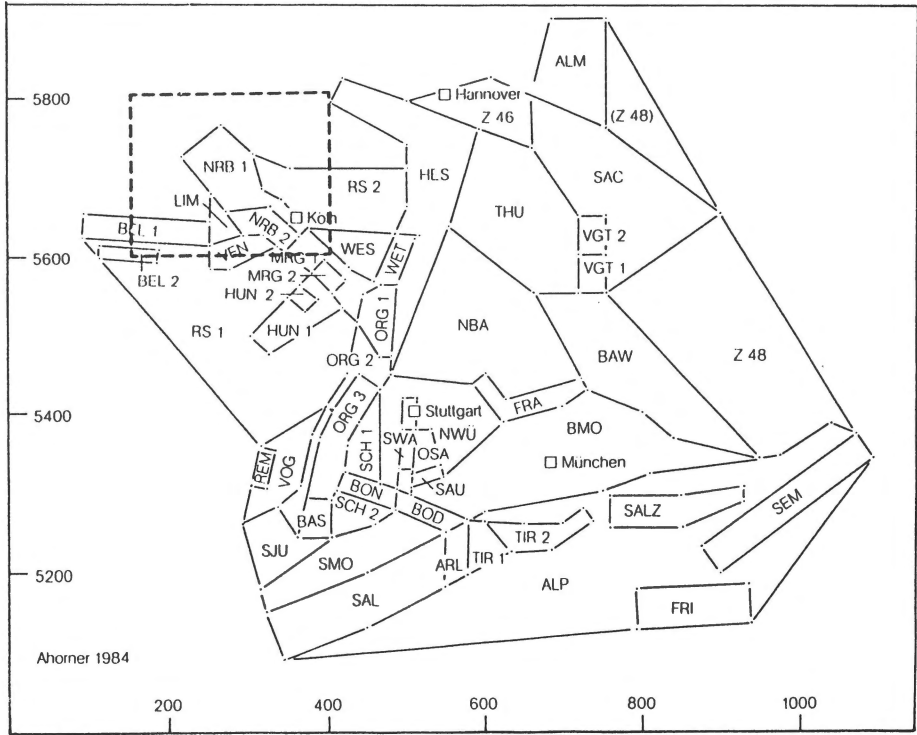 ALM
5800
Hannover
Z 46
(Z 48)
NRB 1
HES
RS 2
SAC
LIM
THU
NRB 2
Köln
BEL 1
VGT 2
VEN
WES
WET
5600
MRG 1
VGT 1
BEL 2
MRG 2
HUN 2
ORG 1
RS 1
HUN 1
NBA
Z 48
ORG 2
BAW
5400
ORG 3
Stuttgart
FRA
SCH 1
SWA
NWÜ
BMO
REM
VOG
OSA
München
BON
SAU
SCH 2
SALZ
SEM
BAS
BOD
SJU
SMO
TIR 2
5200
ARL
TIR 1
ALP
SAL
FRI
Ahorner 1984
200
400
600
800
1000